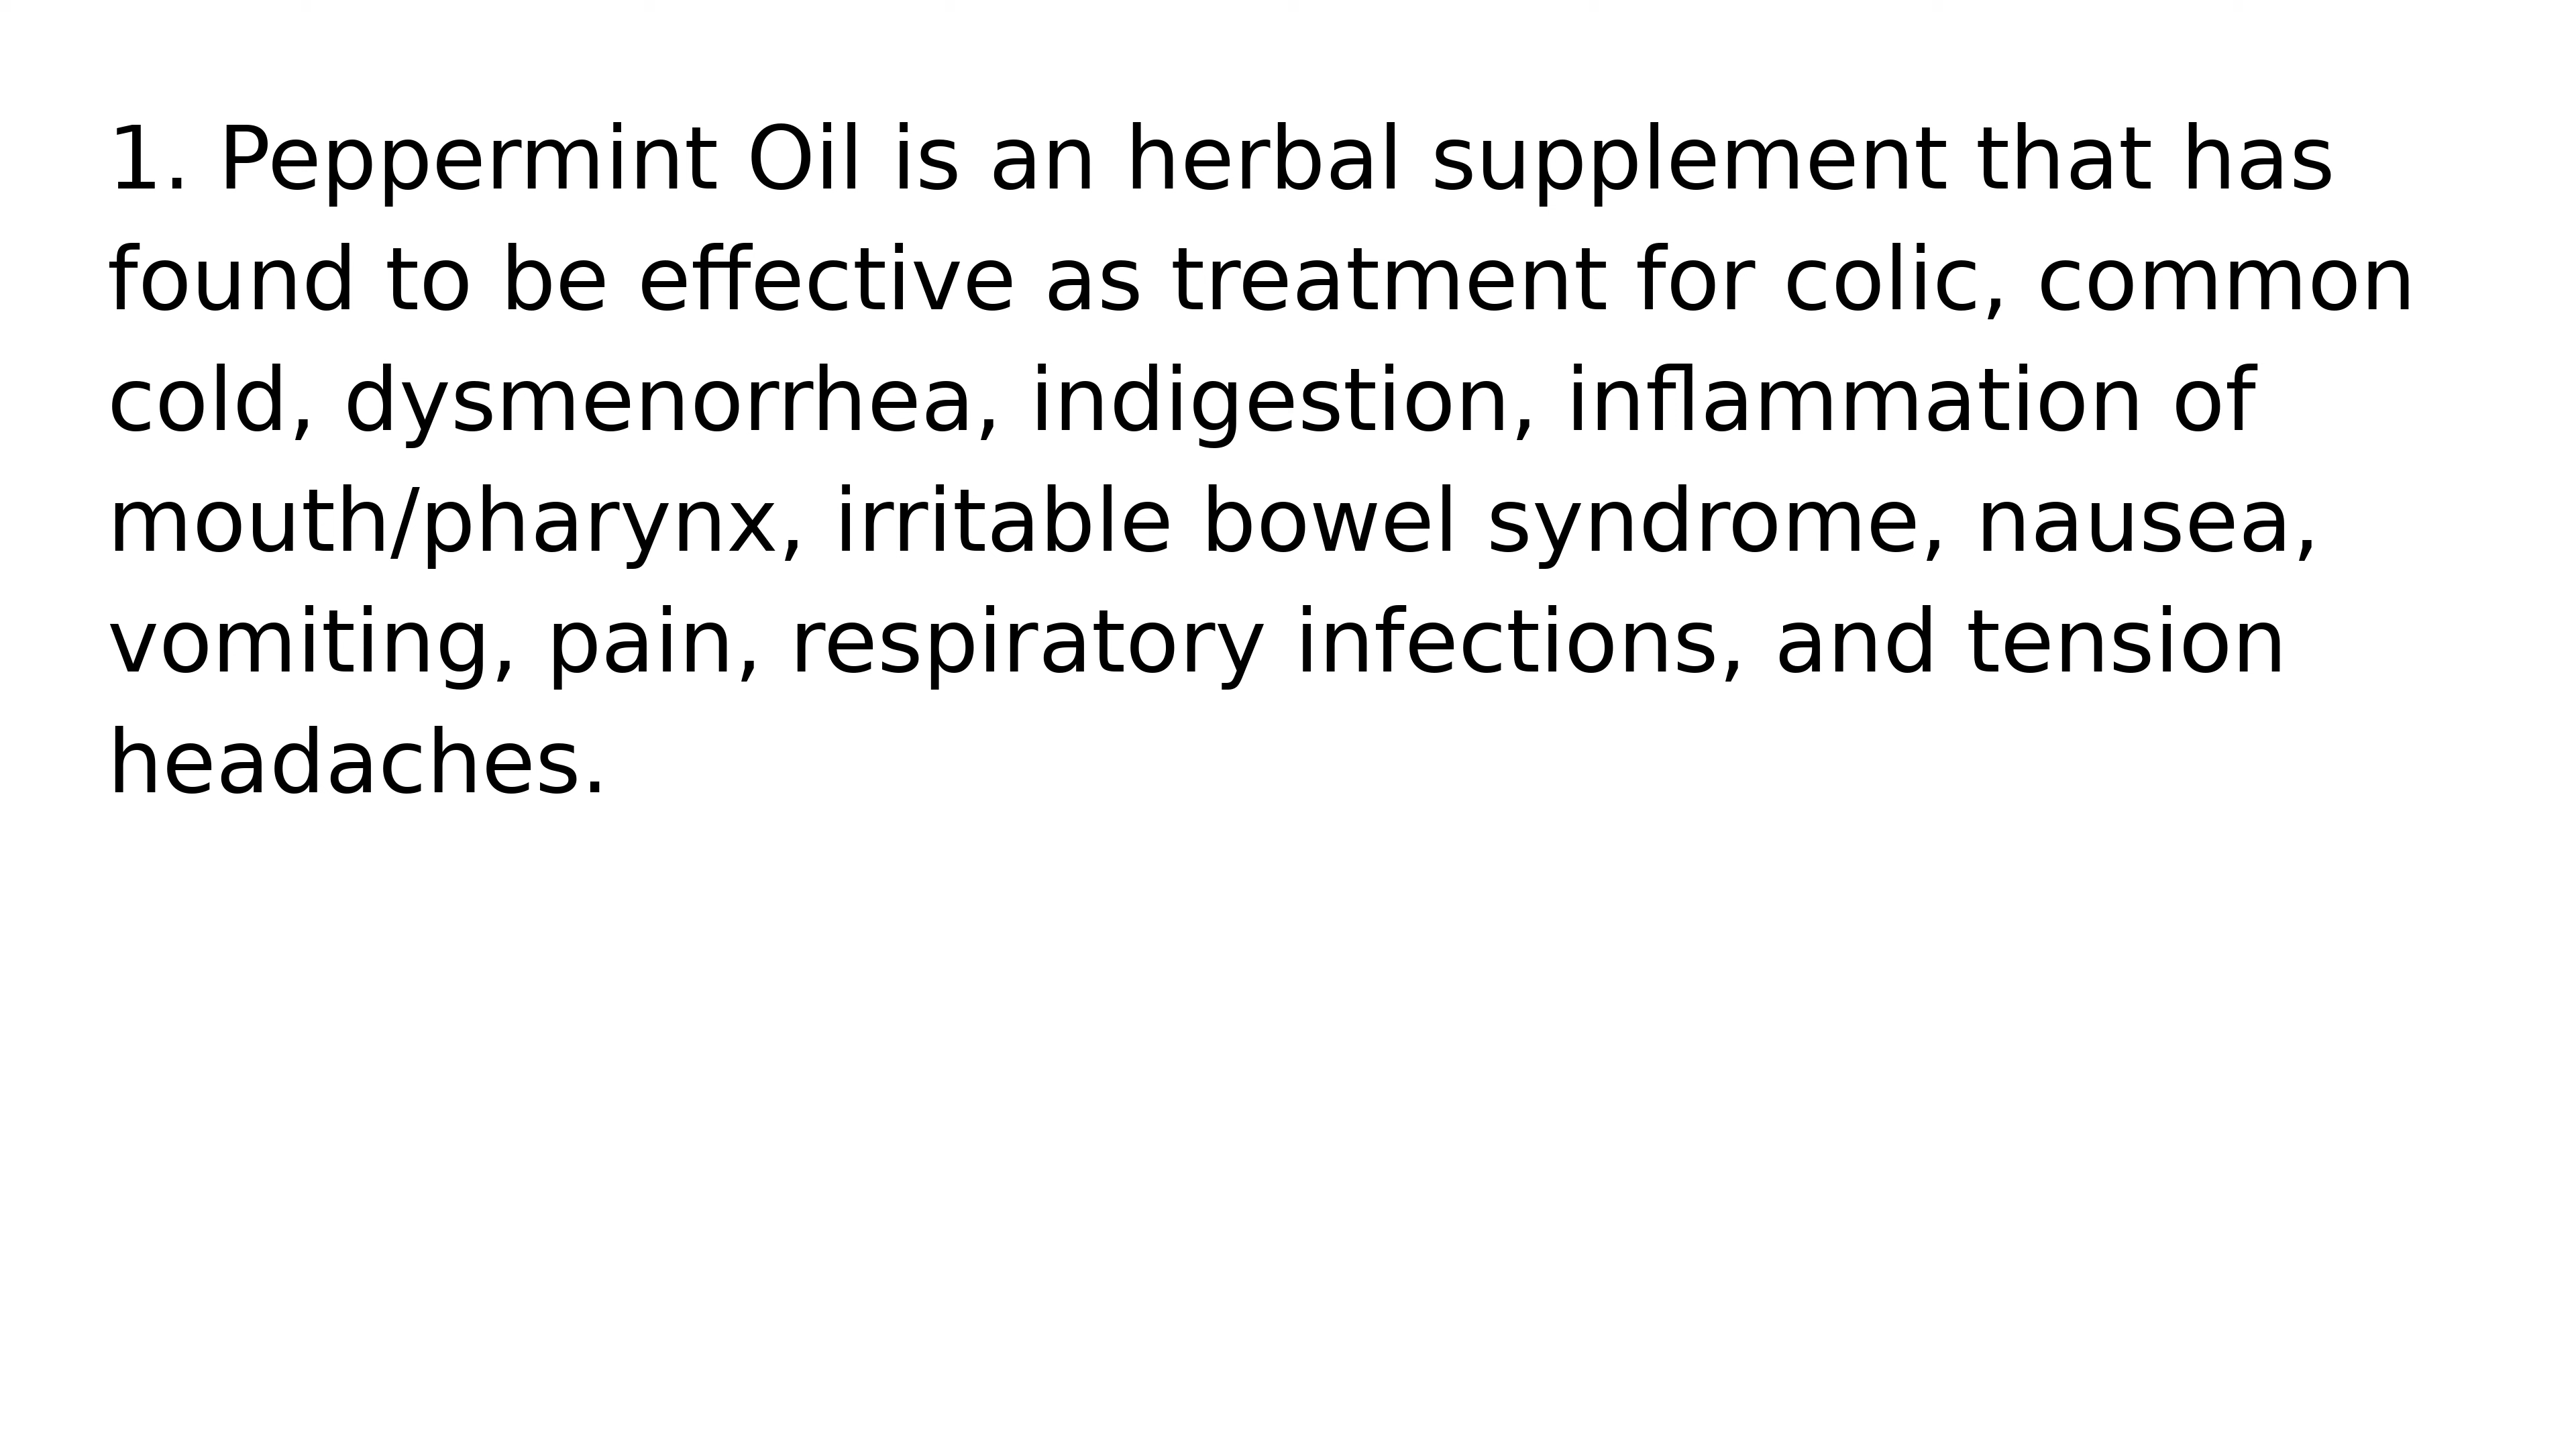 1. Peppermint Oil is an herbal supplement that has
found to be effective as treatment for colic, common
cold, dysmenorrhea, indigestion, inflammation of
mouth/pharynx, irritable bowel syndrome, nausea,
vomiting, pain, respiratory infections, and tension
headaches.